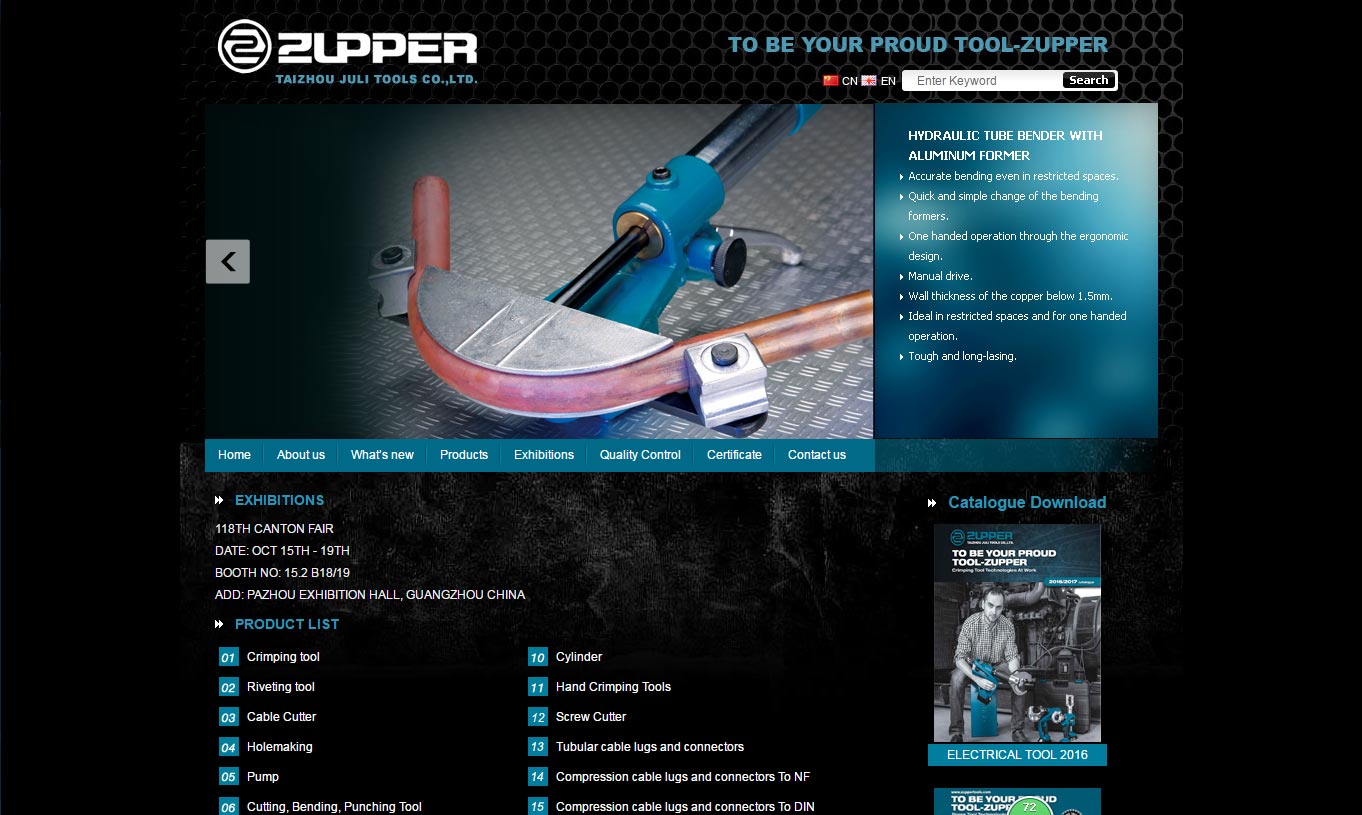 ZUPPER
TAIZHOU JULI TOOLS CO.,LTD.
TO BE YOUR PROUD TOOL-ZUPPER
CN EN Enter Keyword Search
HYDRAULIC TUBE BENDER WITH
ALUMINUM FORMER
Accurate bending even in restricted spaces.
Quick and simple change of the bending
formers.
One handed operation through the ergonomic
design.
Manual drive.
Wall thickness of the copper below 1.5mm.
Ideal in restricted spaces and for one handed
operation.
Tough and long-lasing.
Home About us What's new Products Exhibitions Quality Control Certificate Contact us
EXHIBITIONS
118TH CANTON FAIR
DATE: OCT 15TH - 19TH
BOOTH NO: 15.2 B18/19
ADD: PAZHOU EXHIBITION HALL, GUANGZHOU CHINA
PRODUCT LIST
01 Crimping tool
02 Riveting tool
03 Cable Cutter
04 Holemaking
05 Pump
06 Cutting, Bending, Punching Tool
10 Cylinder
11 Hand Crimping Tools
12 Screw Cutter
13 Tubular cable lugs and connectors
14 Compression cable lugs and connectors To NF
15 Compression cable lugs and connectors To DIN
Catalogue Download
ZUPPER
TAIZHOU JULI TOOLS CO.,LTD.
TO BE YOUR PROUD
TOOL-ZUPPER
Crimping Tool Technologies At Work
2016/2017 catalogue
ELECTRICAL TOOL 2016
www.zuppertools.com
TO BE YOUR PROUD
TOOL-ZUPP
72